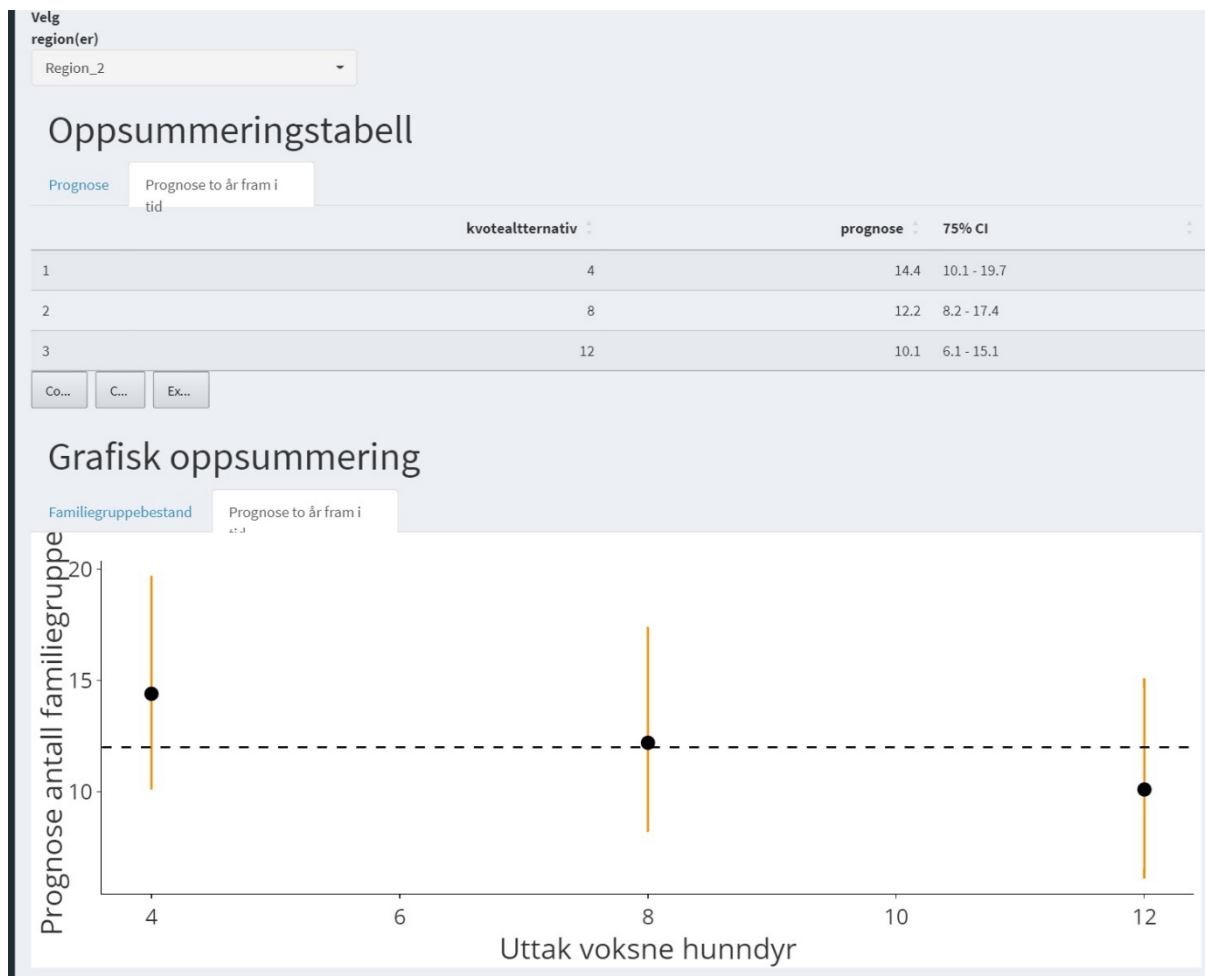 Velg
region(er)
Region_2
Oppsummeringstabell
Prognose Prognose to år fram i
tid
kvotealtternativ prognose 75% CI
1 4 14.4 10.1 - 19.7
2 8 12.2 8.2 - 17.4
3 12 10.1 6.1 - 15.1
Co... C... Ex...
Grafisk oppsummering
Familiegruppebestand Prognose to år fram i
tid
Prognose antall familiegruppe
20
15
10
4 6 8 10 12
Uttak voksne hunndyr